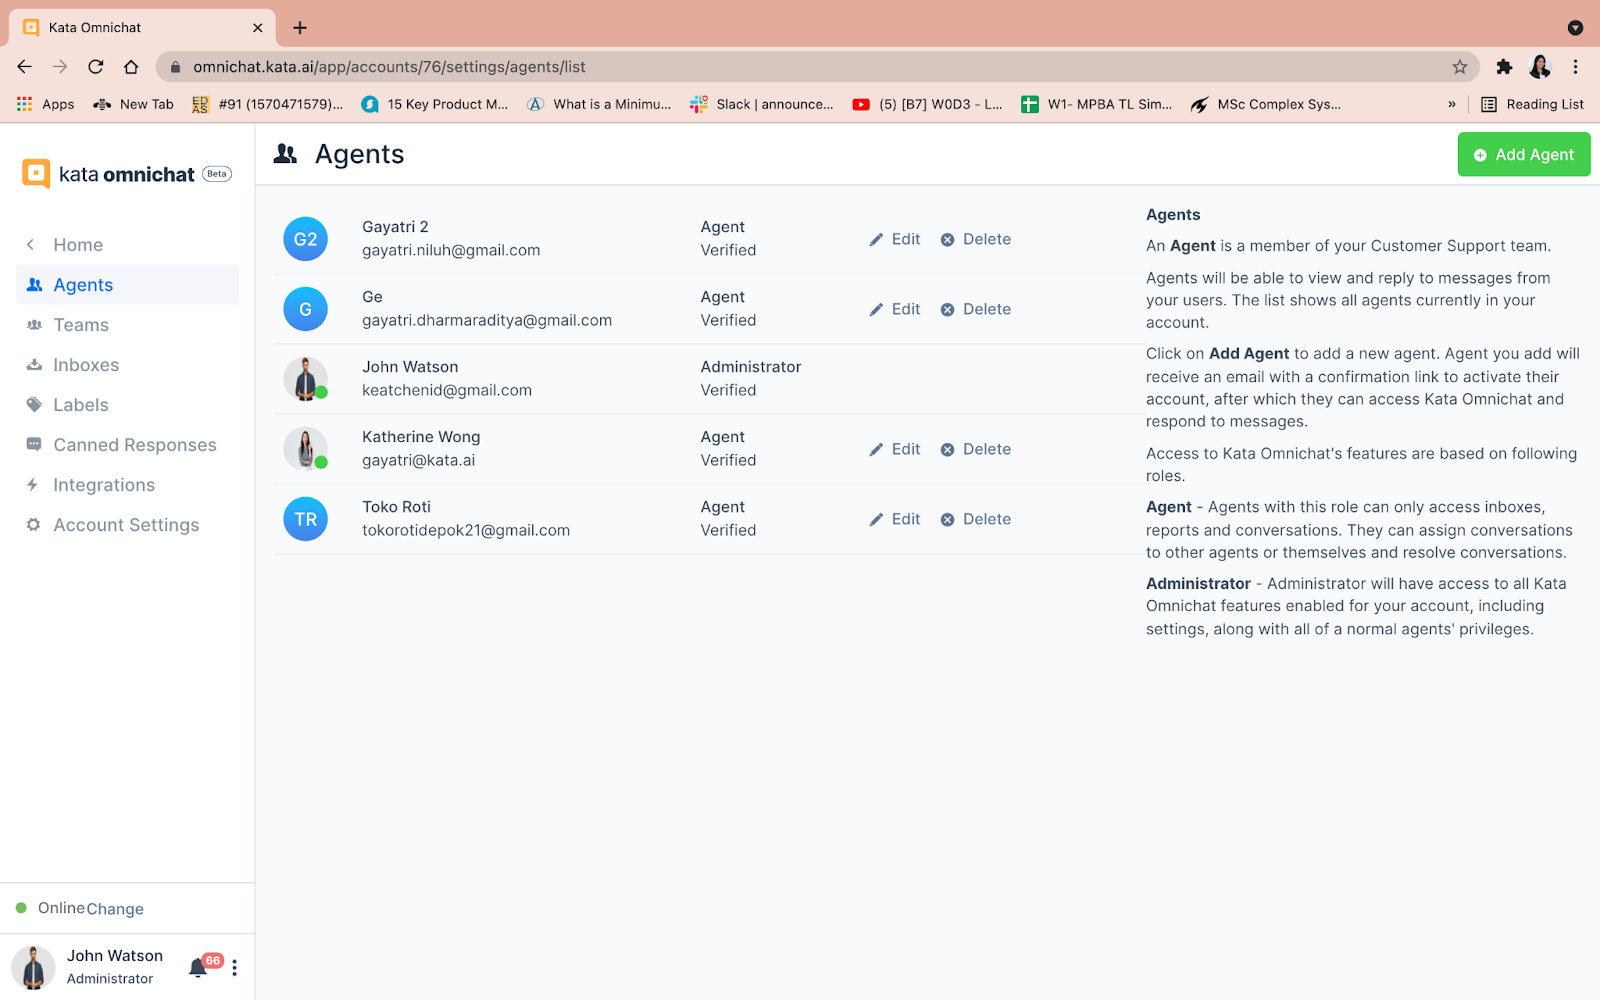 Kata Omnichat
omnichat.kata.ai/app/accounts/76/settings/agents/list
Apps
New Tab
EDAS
#91 (1570471579)...
15 Key Product M...
What is a Minimu...
Slack | announce...
(5) [B7] W0D3 - L...
W1- MPBA TL Sim...
MSc Complex Sys...
»
Reading List
kata omnichat Beta
Home
Agents
Teams
Inboxes
Labels
Canned Responses
Integrations
Account Settings
Online Change
John Watson
Administrator
66
Agents
Add Agent
G2
Gayatri 2
gayatri.niluh@gmail.com
Agent
Verified
Edit Delete
G
Ge
gayatri.dharmaraditya@gmail.com
Agent
Verified
Edit Delete
John Watson
keatchenid@gmail.com
Administrator
Verified
Katherine Wong
gayatri@kata.ai
Agent
Verified
Edit Delete
TR
Toko Roti
tokorotidepok21@gmail.com
Agent
Verified
Edit Delete
Agents
An Agent is a member of your Customer Support team.
Agents will be able to view and reply to messages from
your users. The list shows all agents currently in your
account.
Click on Add Agent to add a new agent. Agent you add will
receive an email with a confirmation link to activate their
account, after which they can access Kata Omnichat and
respond to messages.
Access to Kata Omnichat's features are based on following
roles.
Agent - Agents with this role can only access inboxes,
reports and conversations. They can assign conversations
to other agents or themselves and resolve conversations.
Administrator - Administrator will have access to all Kata
Omnichat features enabled for your account, including
settings, along with all of a normal agents' privileges.